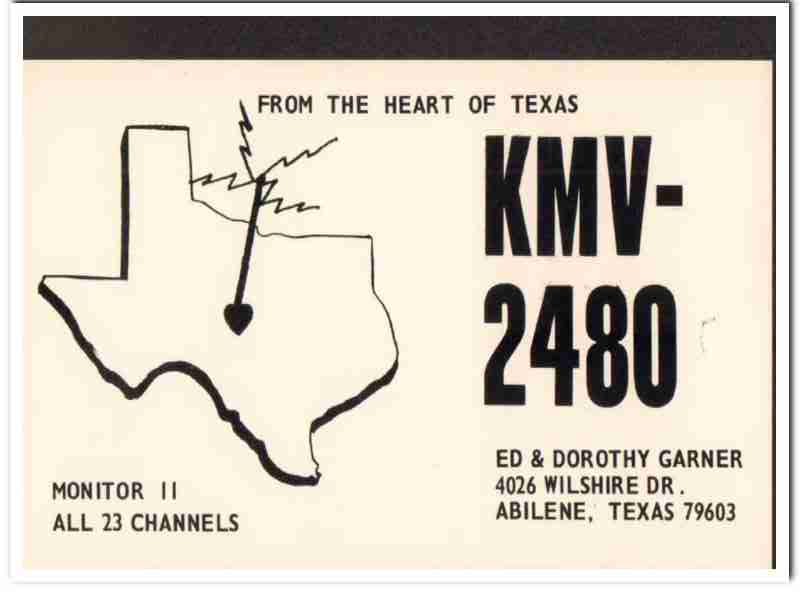 FROM THE HEART OF TEXAS
KMV-
2480
ED & DOROTHY GARNER
4026 WILSHIRE DR.
ABILENE, TEXAS 79603
MONITOR 11
ALL 23 CHANNELS